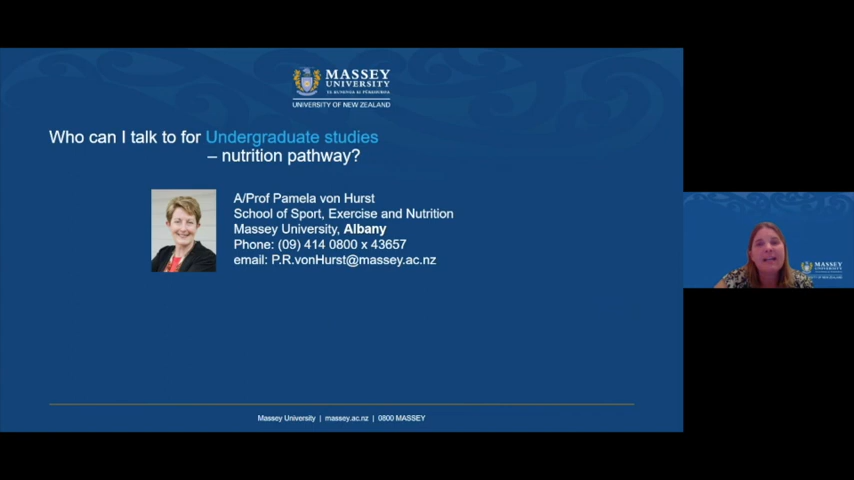 MASSEY
UNIVERSITY
TE KUNENGA KI PŪREHUROA
UNIVERSITY OF NEW ZEALAND
Who can I talk to for Undergraduate studies
– nutrition pathway?
A/Prof Pamela von Hurst
School of Sport, Exercise and Nutrition
Massey University, Albany
Phone: (09) 414 0800 x 43657
email: P.R.vonHurst@massey.ac.nz
Massey University | massey.ac.nz | 0800 MASSEY
MASSEY
UNIVERSITY